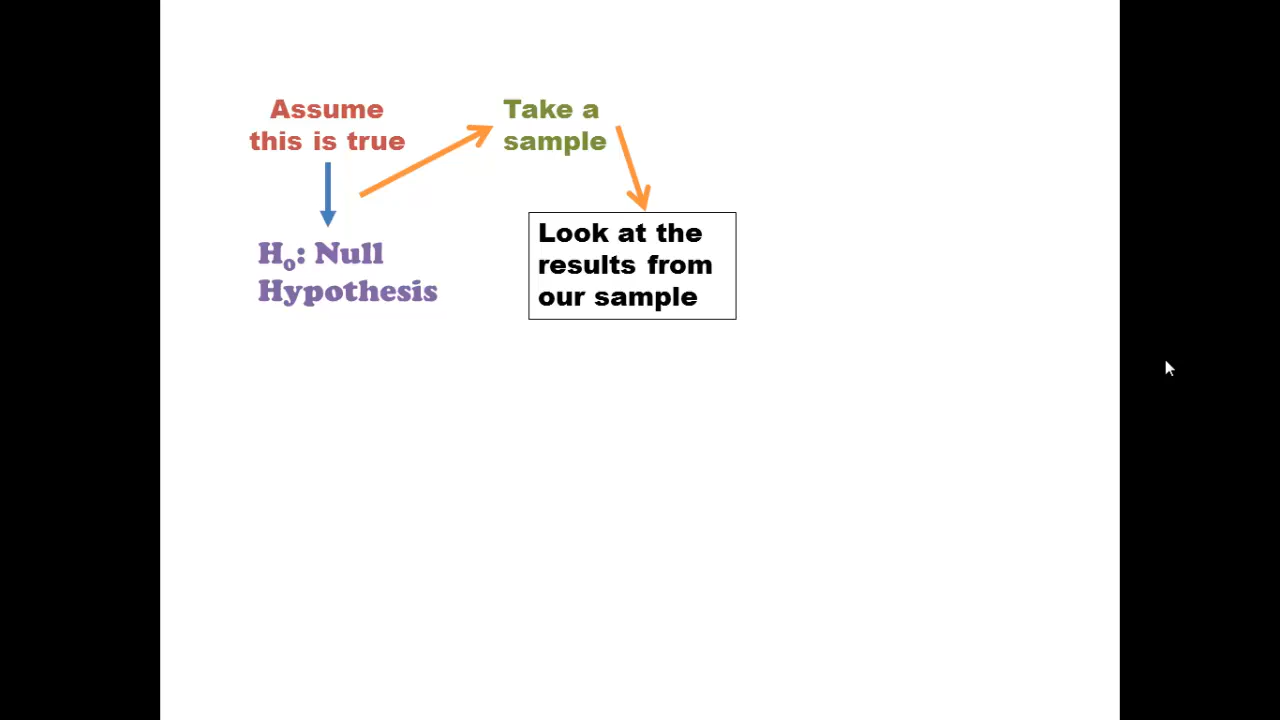 Assume
this is true
H₀: Null
Hypothesis
Take a
sample
Look at the
results from
our sample